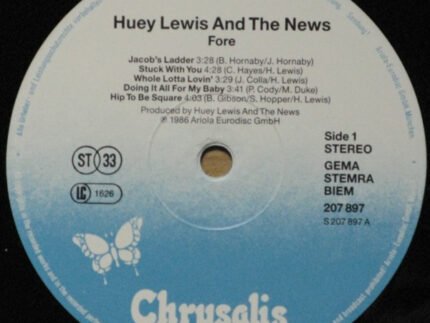 Huey Lewis And The News
Fore
Jacob's Ladder 3:28 (B. Hornaby/J. Hornaby)
Stuck With You 4:28 (C. Hayes/H. Lewis)
Whole Lotta Lovin' 3:29 (J. Colla/H. Lewis)
Doing It All For My Baby 3:41 (P. Cody/M. Duke)
Hip To Be Square 4:03 (B. Gibson/S. Hopper/H. Lewis)
Produced by Huey Lewis And The News
℗ 1986 Ariola Eurodisc GmbH
Side 1
STEREO
ST 33
GEMA
STEMRA
BIEM
LC 1626
207 897
S 207 897 A
Chrysalis